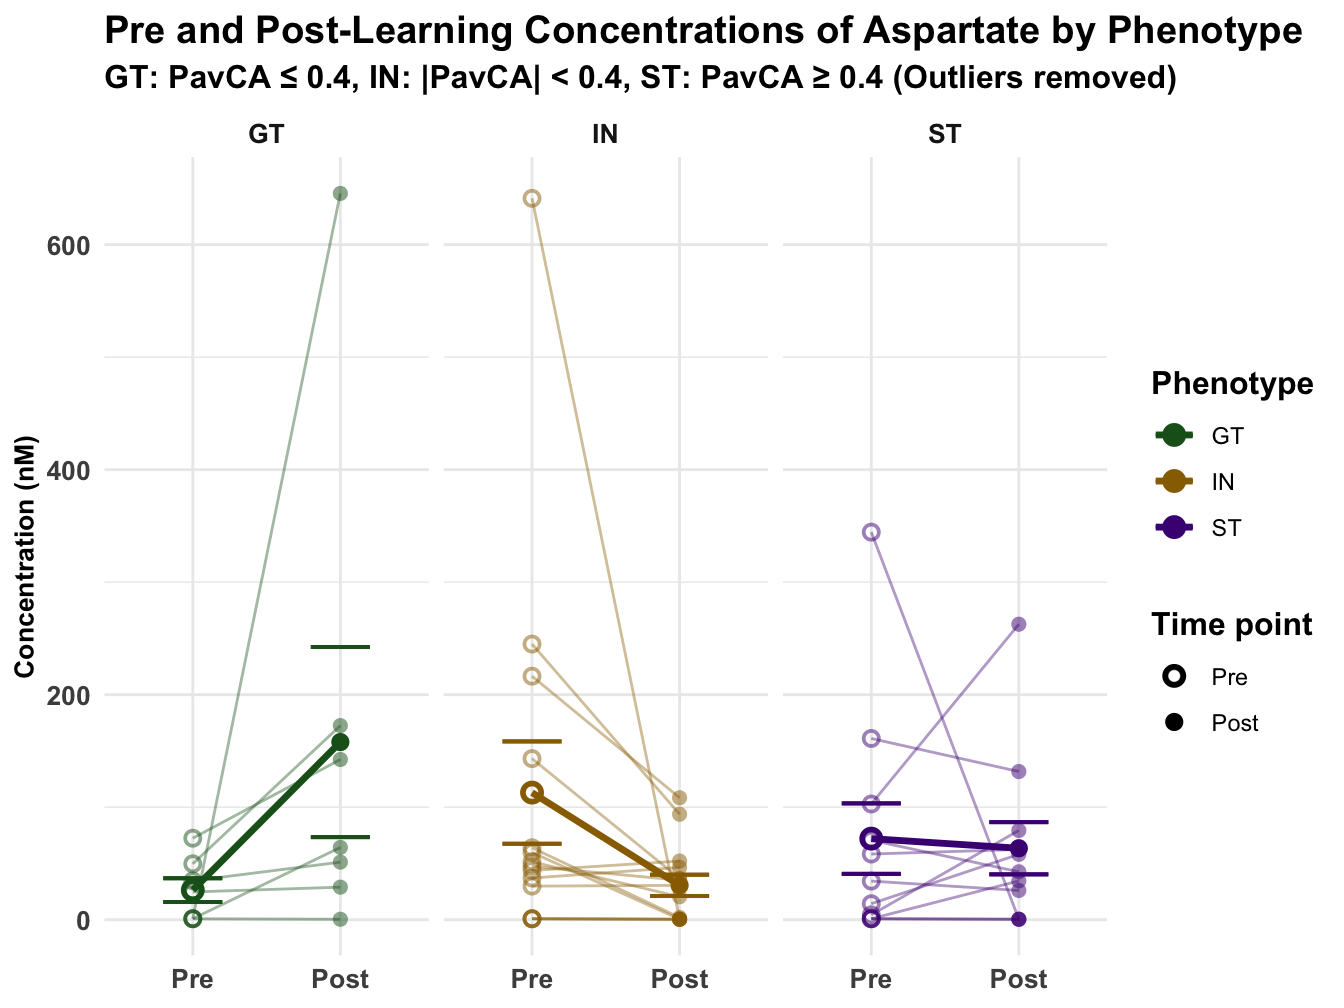 Pre and Post-Learning Concentrations of Aspartate by Phenotype
GT: PavCA ≤ 0.4, IN: |PavCA| < 0.4, ST: PavCA ≥ 0.4 (Outliers removed)
GT
IN
ST
600
400
200
0
Concentration (nM)
Pre
Post
Pre
Post
Pre
Post
Phenotype
GT
IN
ST
Time point
Pre
Post